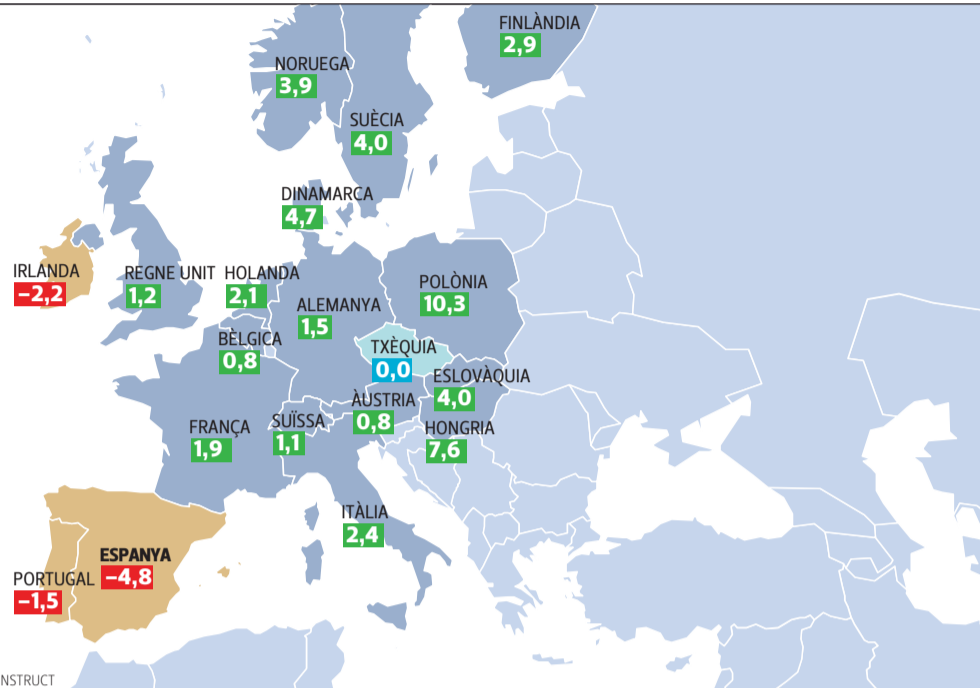 FINLÀNDIA
2,9
NORUEGA
3,9
SUÈCIA
4,0
DINAMARCA
4,7
IRLANDA
−2,2
REGNE UNIT
1,2
HOLANDA
2,1
ALEMANYA
1,5
POLÒNIA
10,3
BÈLGICA
0,8
TXÈQUIA
0,0
ESLOVÀQUIA
4,0
ÀUSTRIA
0,8
FRANÇA
1,9
SUÏSSA
1,1
HONGRIA
7,6
ITÀLIA
2,4
ESPANYA
−4,8
PORTUGAL
−1,5
NSTRUCT